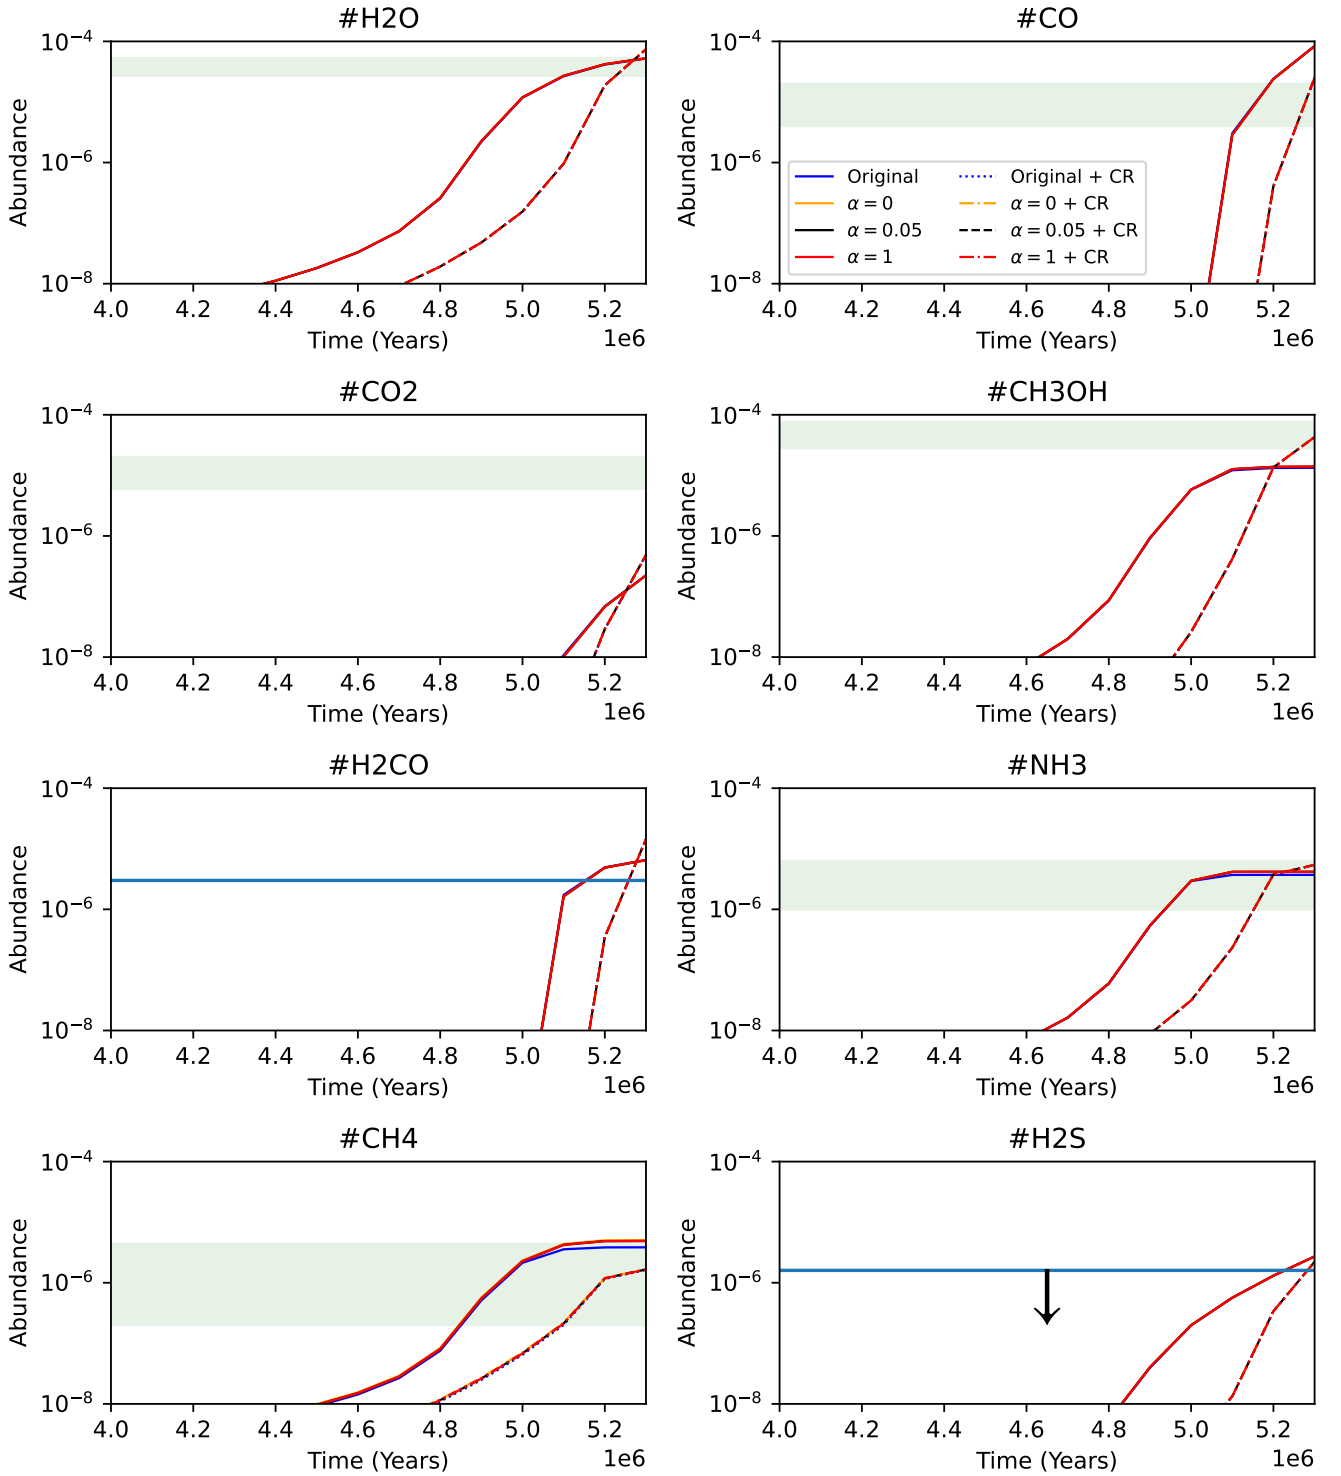 #H2O
Abundance
10−4
10−6
10−8
4.0 4.2 4.4 4.6 4.8 5.0 5.2
1e6
Time (Years)
#CO
Abundance
10−4
10−6
10−8
Original
α = 0
α = 0.05
α = 1
Original + CR
α = 0 + CR
α = 0.05 + CR
α = 1 + CR
4.0 4.2 4.4 4.6 4.8 5.0 5.2
1e6
Time (Years)
#CO2
Abundance
10−4
10−6
10−8
4.0 4.2 4.4 4.6 4.8 5.0 5.2
1e6
Time (Years)
#CH3OH
Abundance
10−4
10−6
10−8
4.0 4.2 4.4 4.6 4.8 5.0 5.2
1e6
Time (Years)
#H2CO
Abundance
10−4
10−6
10−8
4.0 4.2 4.4 4.6 4.8 5.0 5.2
1e6
Time (Years)
#NH3
Abundance
10−4
10−6
10−8
4.0 4.2 4.4 4.6 4.8 5.0 5.2
1e6
Time (Years)
#CH4
Abundance
10−4
10−6
10−8
4.0 4.2 4.4 4.6 4.8 5.0 5.2
1e6
Time (Years)
#H2S
Abundance
10−4
10−6
10−8
4.0 4.2 4.4 4.6 4.8 5.0 5.2
1e6
Time (Years)